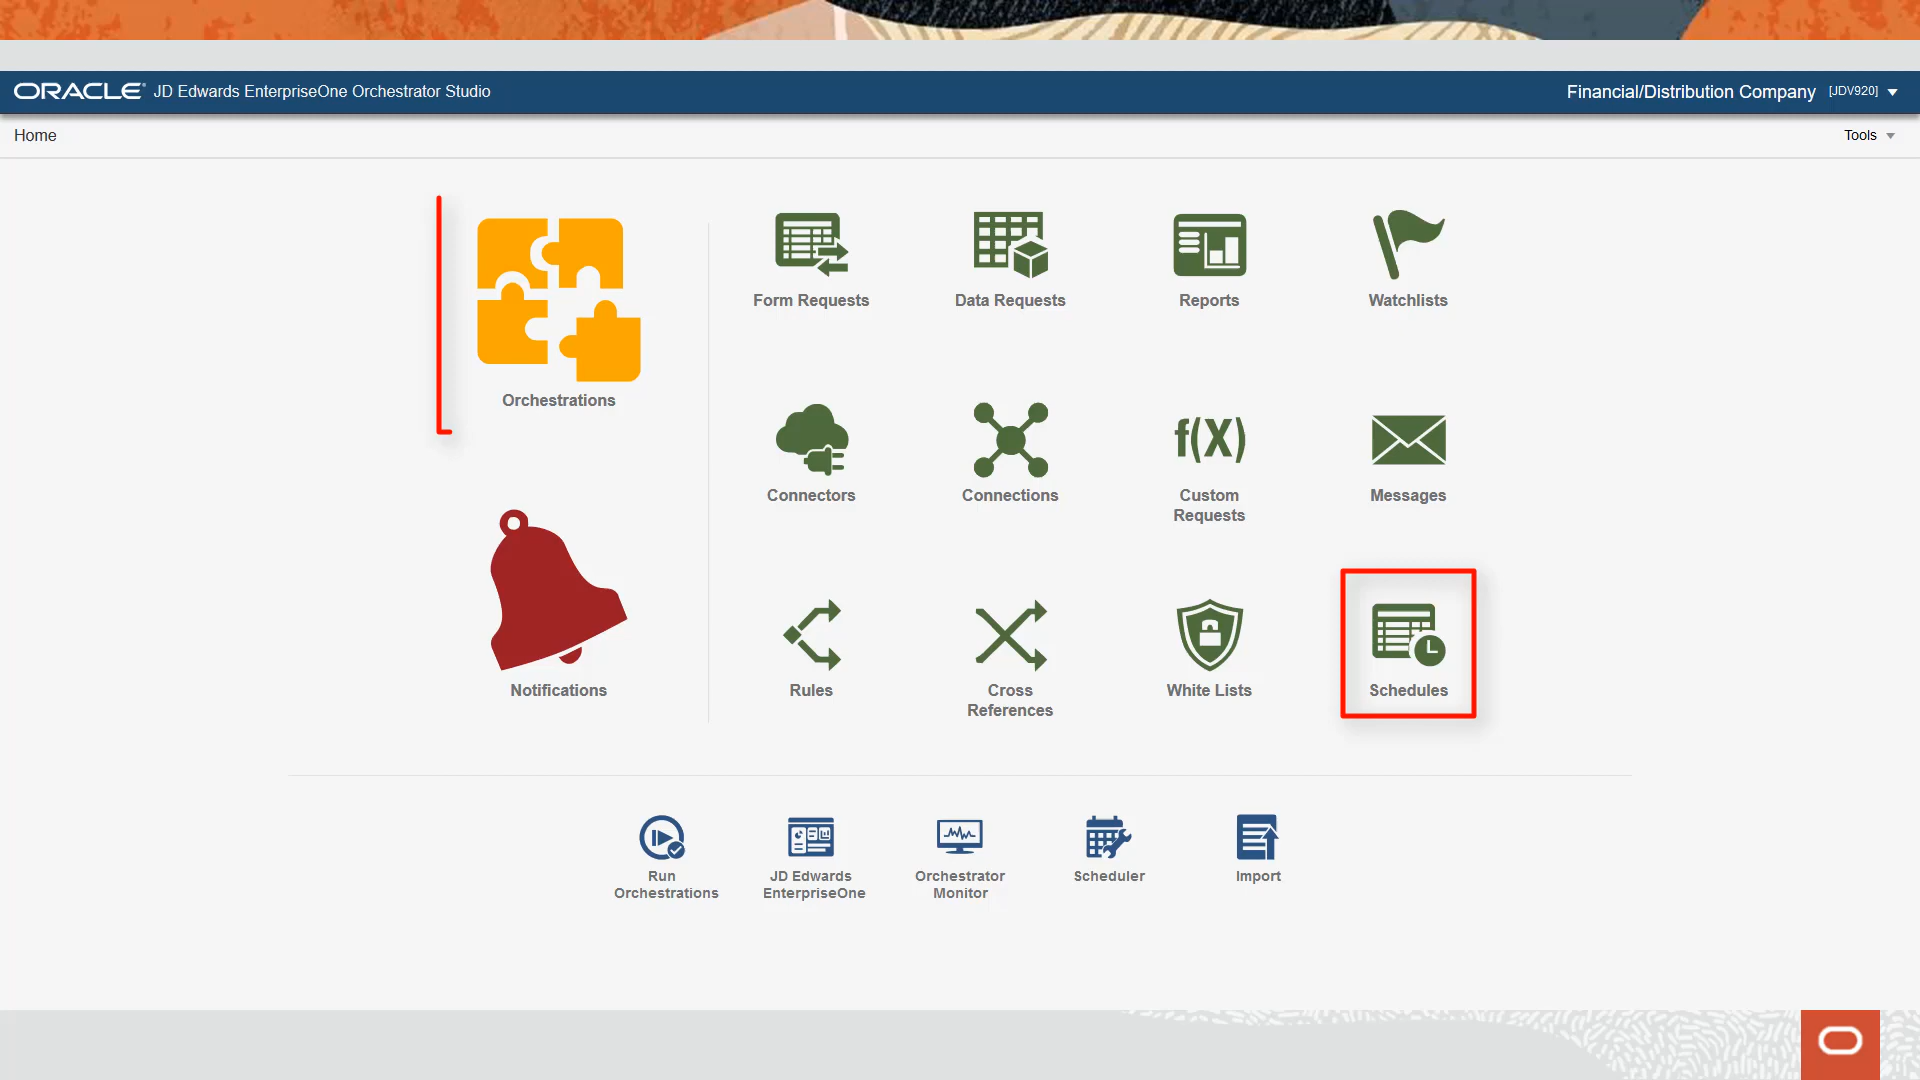 ORACLE JD Edwards EnterpriseOne Orchestrator Studio
Financial/Distribution Company [JDV920]
Home
Tools
Orchestrations
Form Requests
Data Requests
Reports
Watchlists
Connectors
Connections
f(X)
Custom
Requests
Messages
Notifications
Rules
Cross
References
White Lists
Schedules
Run
Orchestrations
JD Edwards
EnterpriseOne
Orchestrator
Monitor
Scheduler
Import